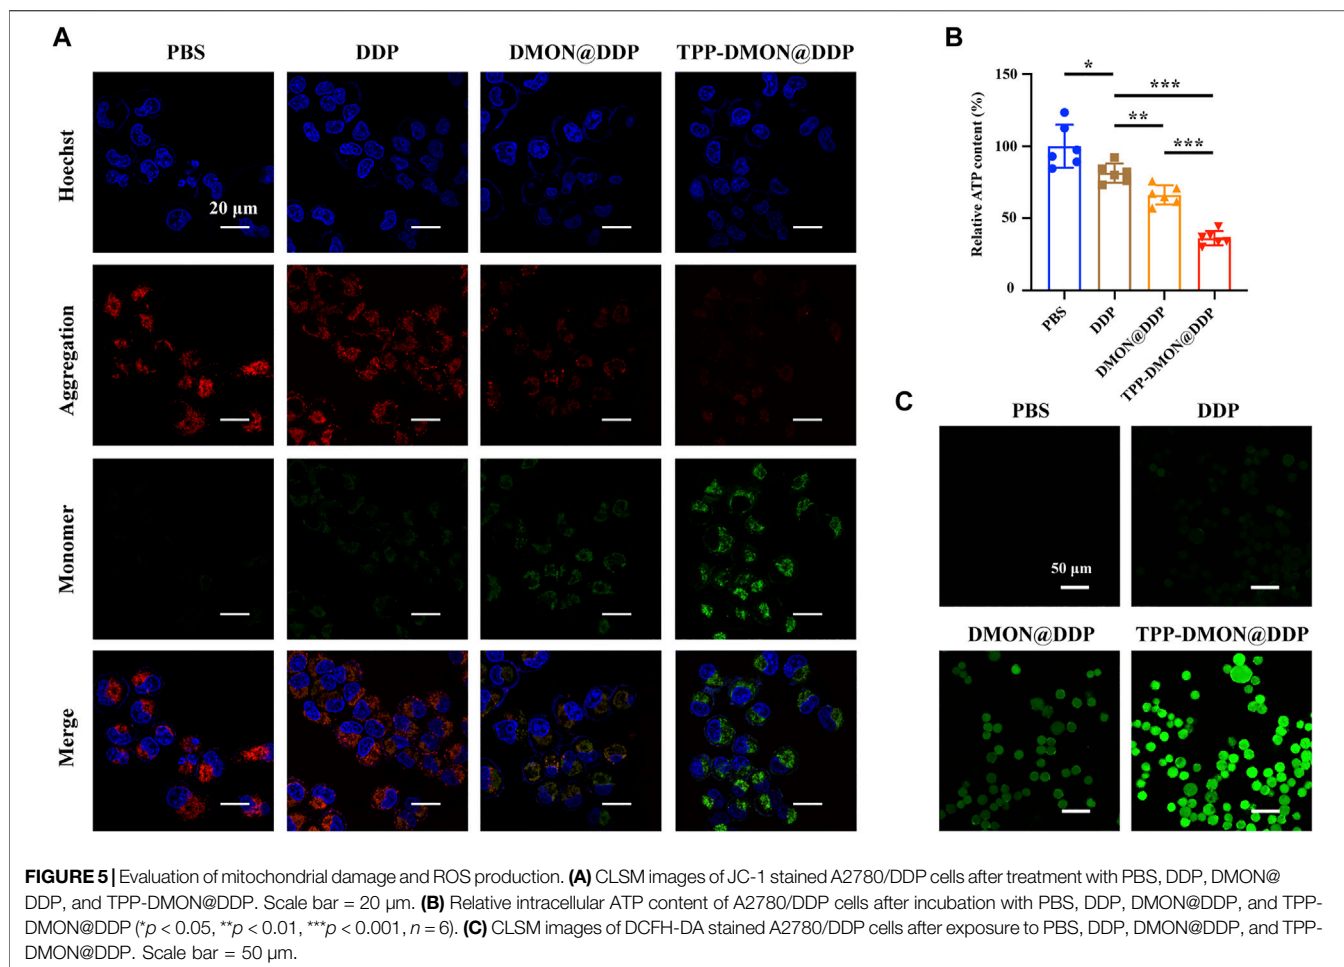 A
PBS DDP DMON@DDP TPP-DMON@DDP
Hoechst
20 µm
Aggregation
Monomer
Merge
B
Relative ATP content (%)
150
100
50
0
*
***
**
***
PBS
DDP
DMON@DDP
TPP-DMON@DDP
C
PBS DDP
50 µm
DMON@DDP TPP-DMON@DDP
FIGURE 5 | Evaluation of mitochondrial damage and ROS production. (A) CLSM images of JC-1 stained A2780/DDP cells after treatment with PBS, DDP, DMON@
DDP, and TPP-DMON@DDP. Scale bar = 20 µm. (B) Relative intracellular ATP content of A2780/DDP cells after incubation with PBS, DDP, DMON@DDP, and TPP-
DMON@DDP (*p < 0.05, **p < 0.01, ***p < 0.001, n = 6). (C) CLSM images of DCFH-DA stained A2780/DDP cells after exposure to PBS, DDP, DMON@DDP, and TPP-
DMON@DDP. Scale bar = 50 µm.